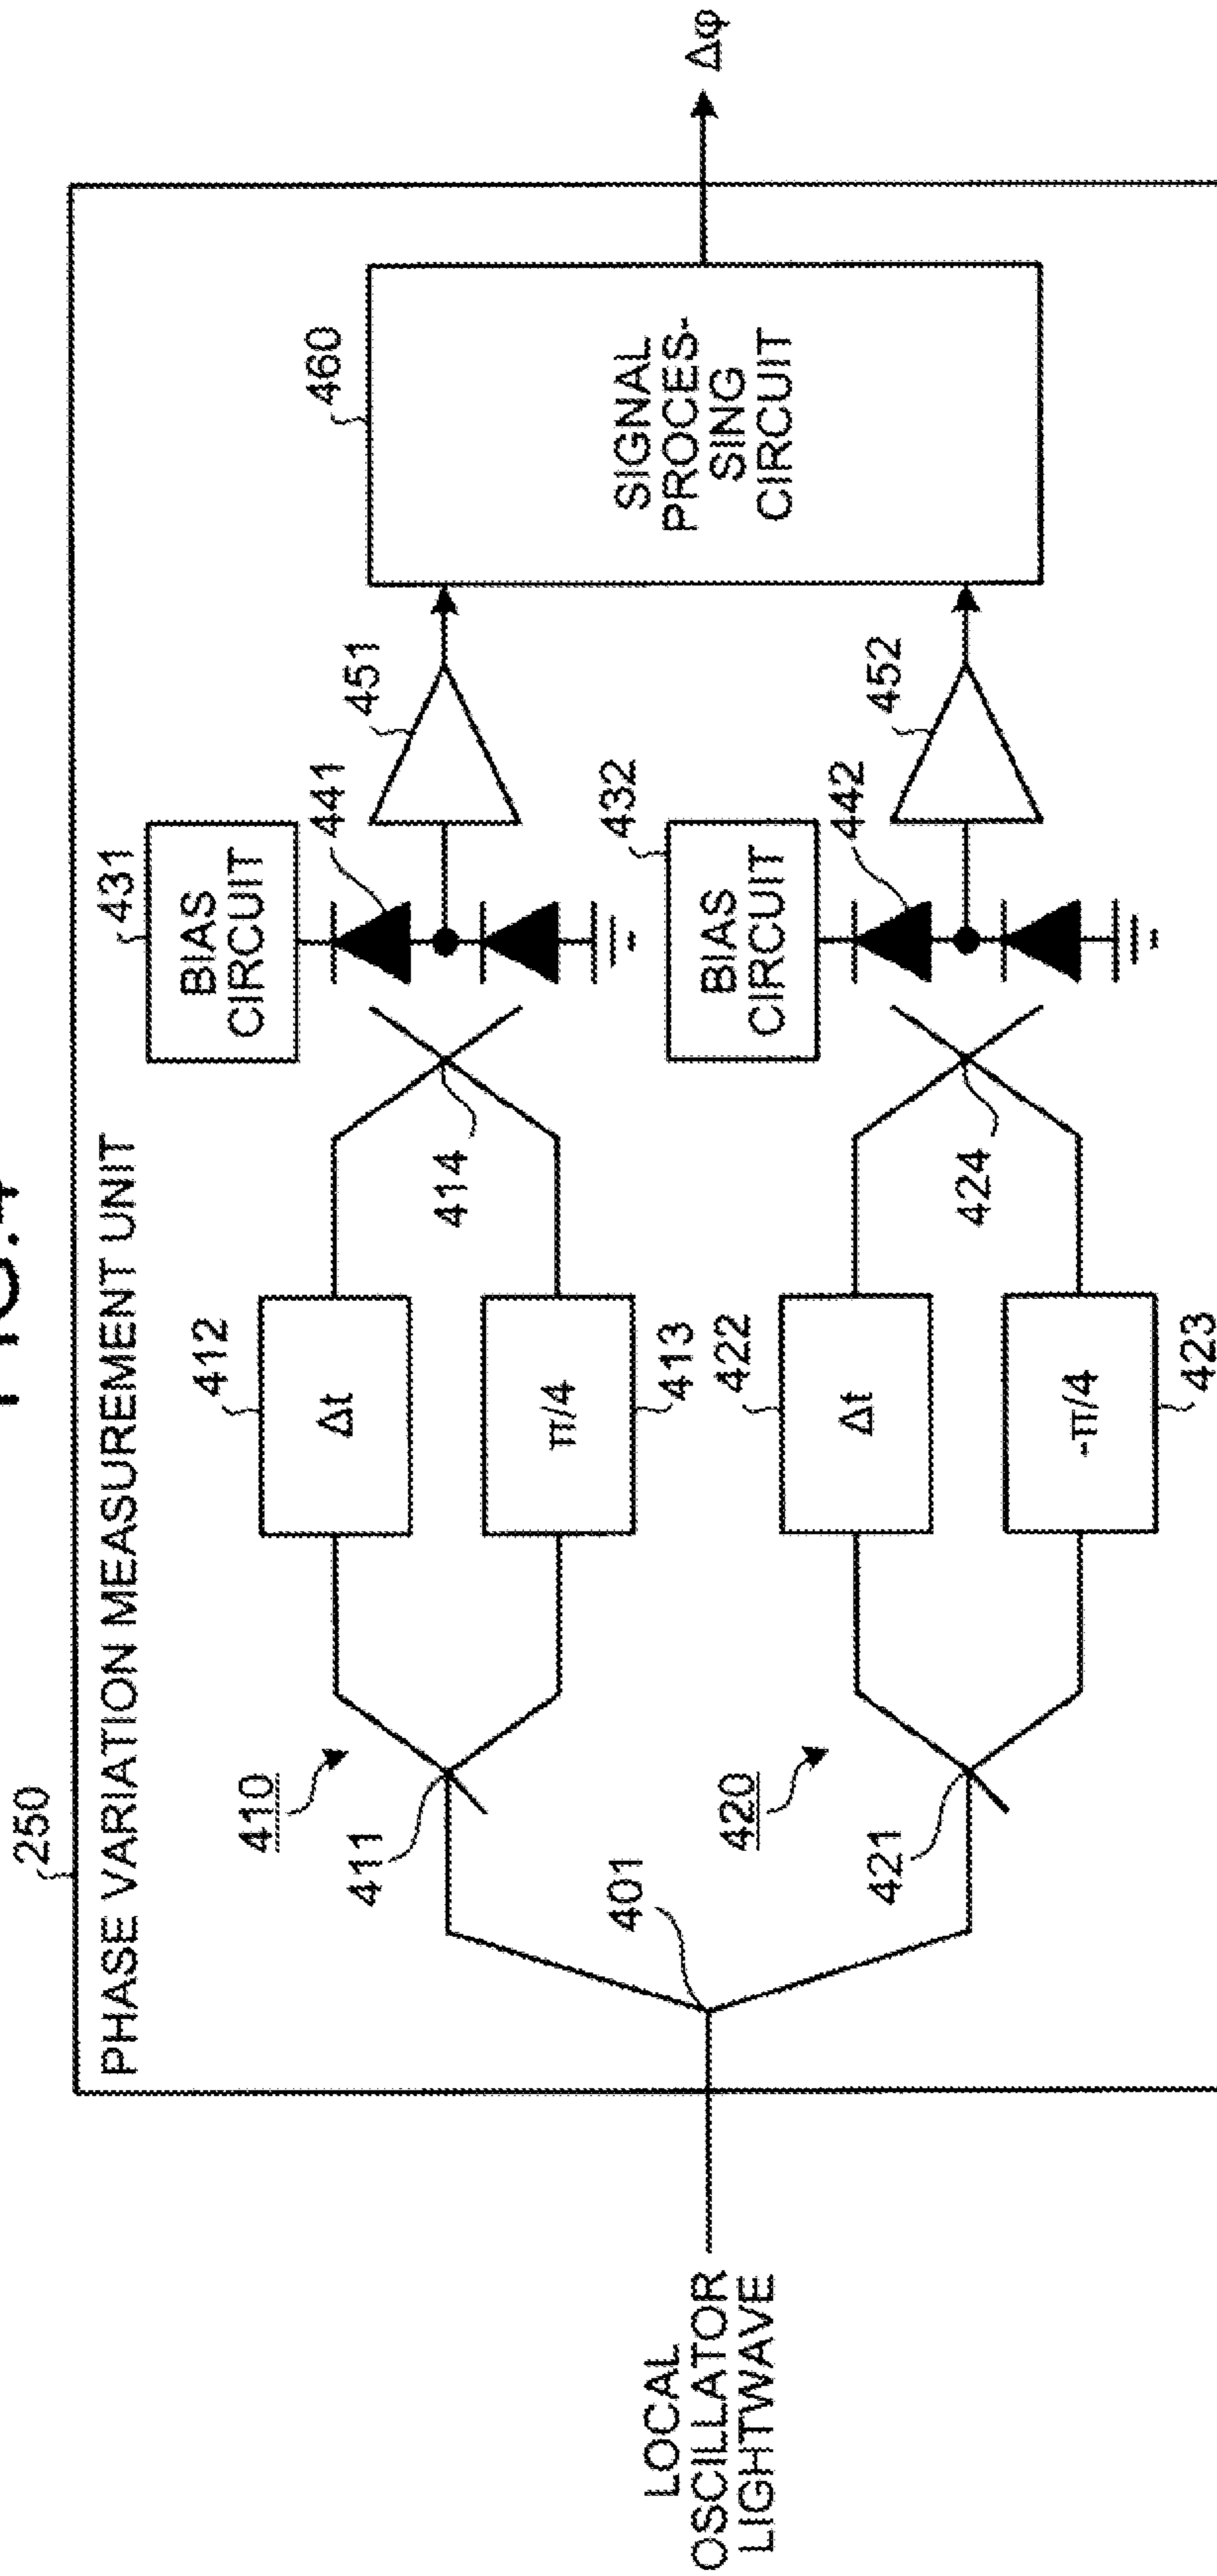 FIG.4
250
PHASE VARIATION MEASUREMENT UNIT
LOCAL
OSCILLATOR
LIGHTWAVE
401
410
411
412
Δt
π/4
413
414
431
BIAS
CIRCUIT
441
451
420
421
422
Δt
-π/4
423
424
432
BIAS
CIRCUIT
442
452
460
SIGNAL
PROCES-
SING
CIRCUIT
Δφ